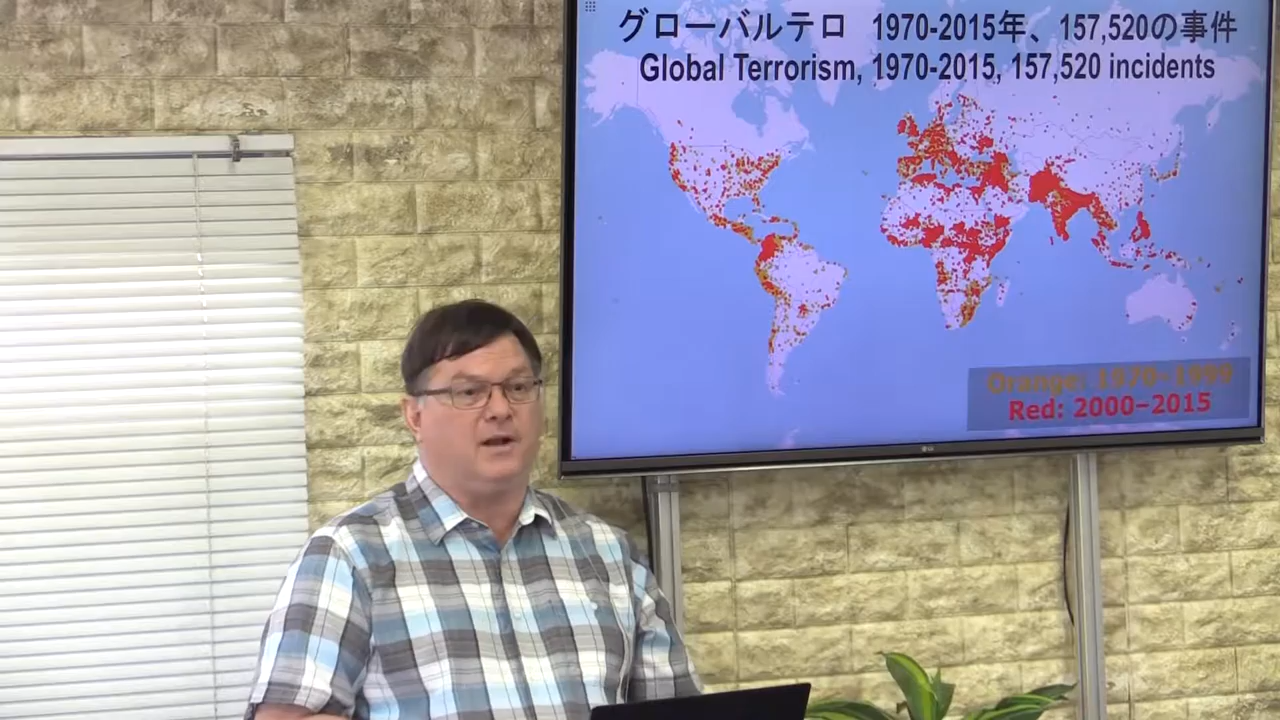 グローバルテロ 1970-2015年、157,520の事件
Global Terrorism, 1970-2015, 157,520 incidents
Orange: 1970-1999
Red: 2000-2015
LG